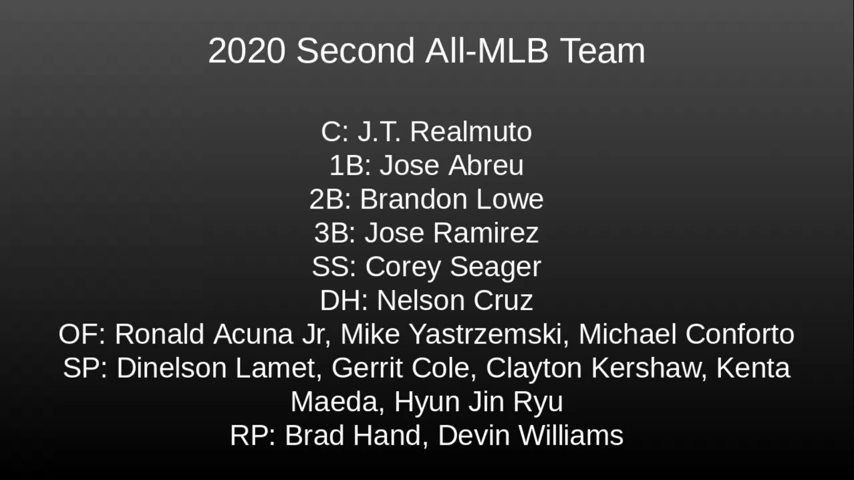 2020 Second All-MLB Team
C: J.T. Realmuto
1B: Jose Abreu
2B: Brandon Lowe
3B: Jose Ramirez
SS: Corey Seager
DH: Nelson Cruz
OF: Ronald Acuna Jr, Mike Yastrzemski, Michael Conforto
SP: Dinelson Lamet, Gerrit Cole, Clayton Kershaw, Kenta
Maeda, Hyun Jin Ryu
RP: Brad Hand, Devin Williams